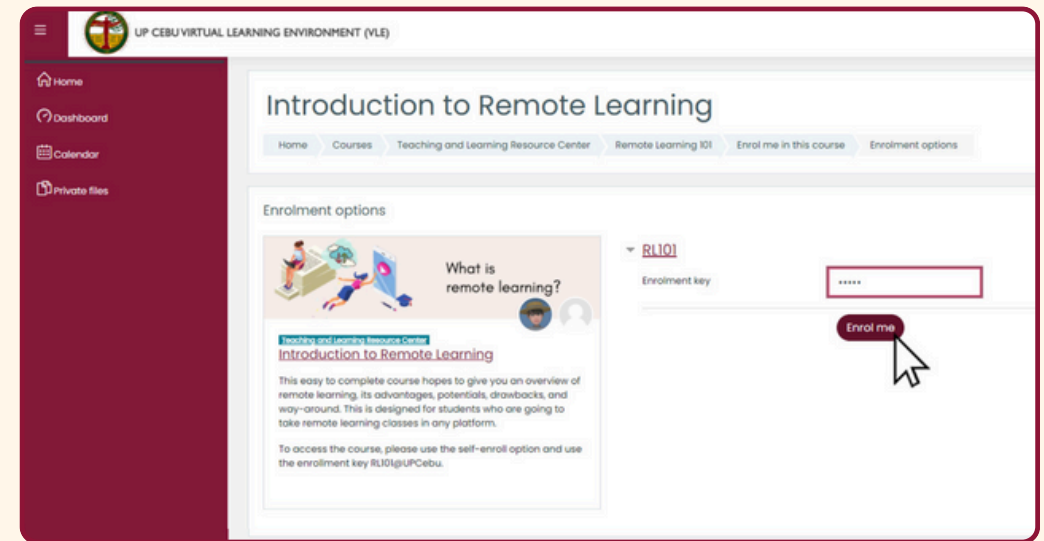 UP CEBU VIRTUAL LEARNING ENVIRONMENT (VLE)
Home
Dashboard
Calendar
Private files
Introduction to Remote Learning
Home Courses Teaching and Learning Resource Center Remote Learning 101 Enrol me in this course Enrolment options
Enrolment options
What is
remote learning?
Teaching and Learning Resource Center
Introduction to Remote Learning
This easy to complete course hopes to give you an overview of
remote learning, its advantages, potentials, drawbacks, and
way-around. This is designed for students who are going to
take remote learning classes in any platform.
To access the course, please use the self-enroll option and use
the enrollment key RL101@UPCebu.
RL101
Enrolment key
•••••
Enrol me